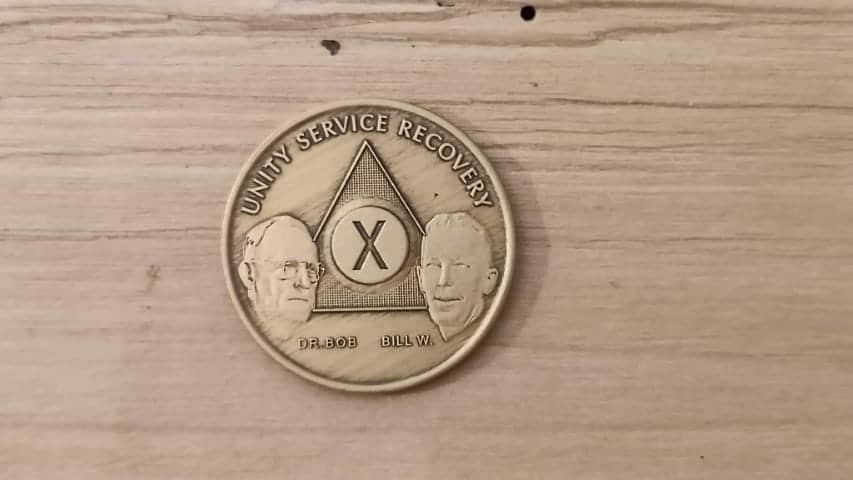 UNITY SERVICE RECOVERY
X
DR. BOB BILL W.